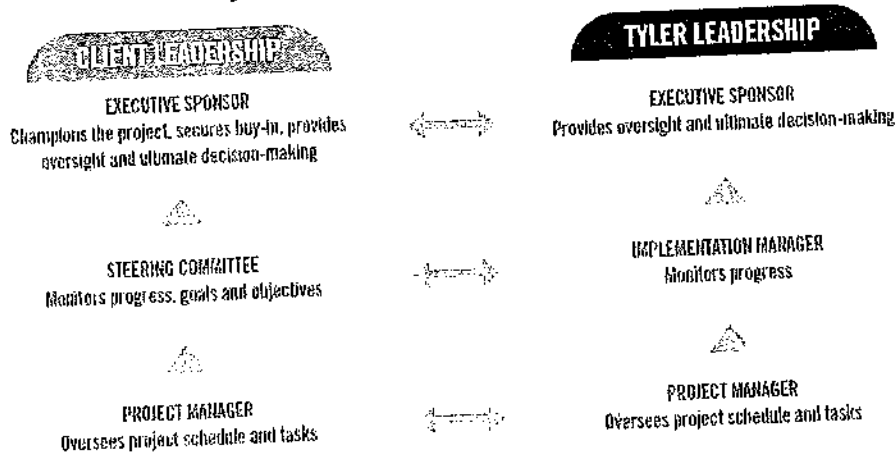 CLIENT LEADERSHIP
EXECUTIVE SPONSOR
Champions the project, secures buy-in, provides
oversight and ultimate decision-making
STEERING COMMITTEE
Monitors progress, goals and objectives
PROJECT MANAGER
Oversees project schedule and tasks
TYLER LEADERSHIP
EXECUTIVE SPONSOR
Provides oversight and ultimate decision-making
IMPLEMENTATION MANAGER
Monitors progress
PROJECT MANAGER
Oversees project schedule and tasks